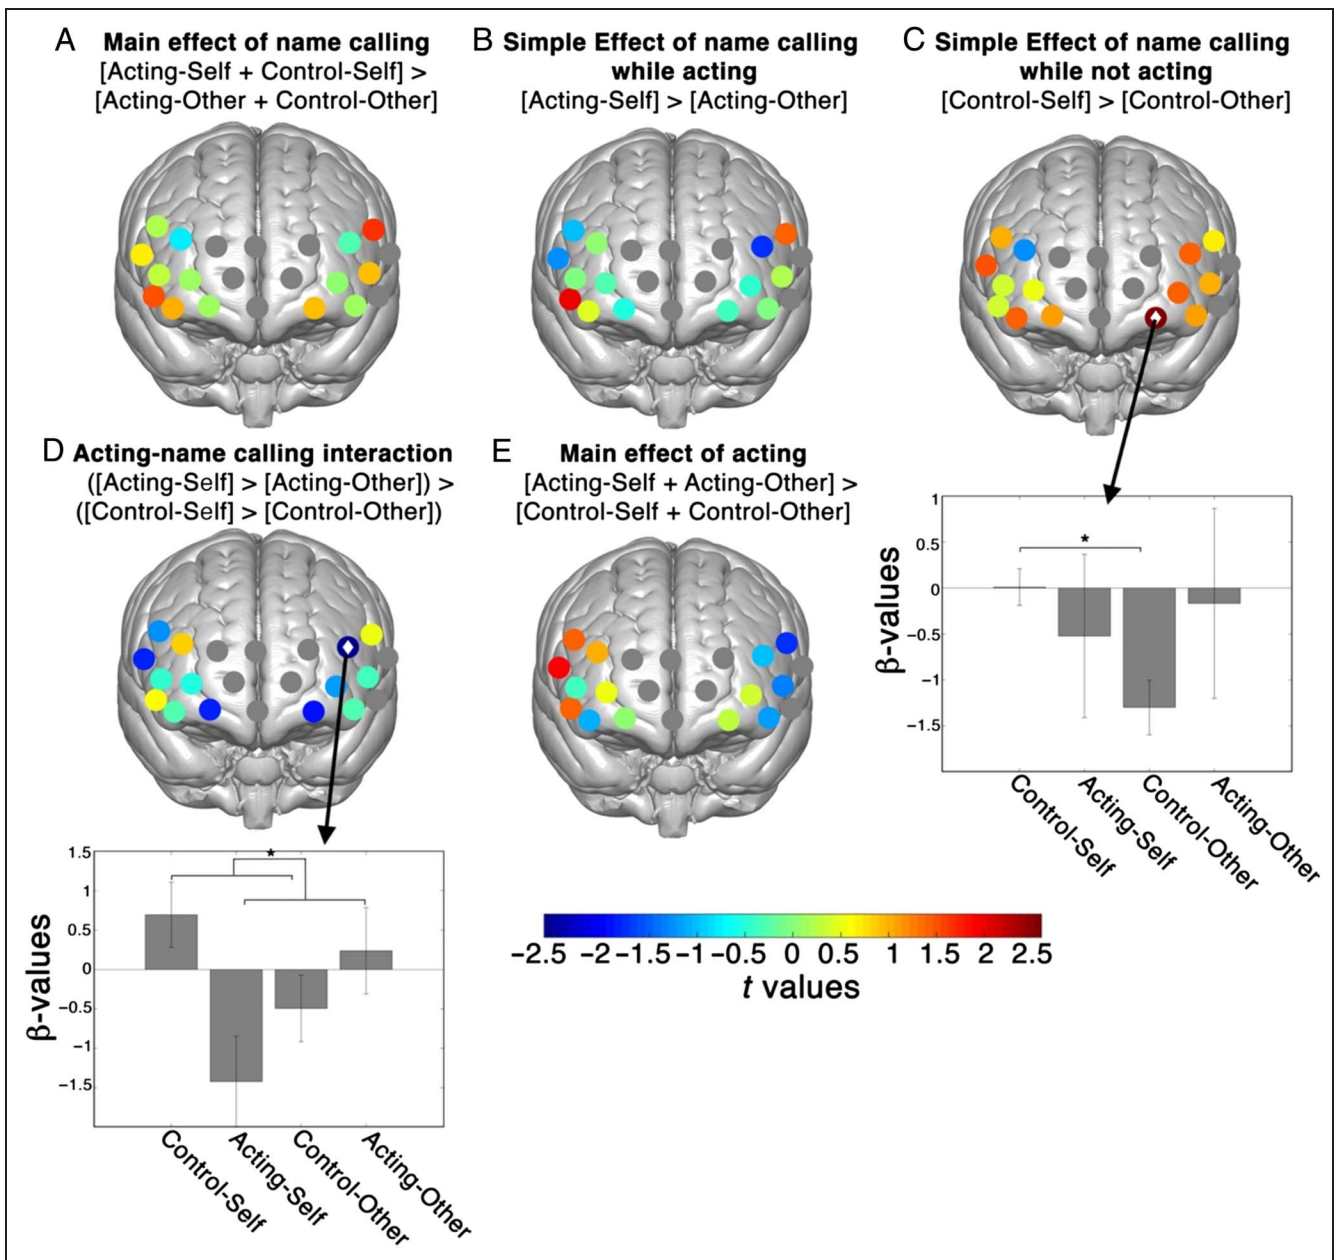 A Main effect of name calling
[Acting-Self + Control-Self] >
[Acting-Other + Control-Other]
B Simple Effect of name calling
while acting
[Acting-Self] > [Acting-Other]
C Simple Effect of name calling
while not acting
[Control-Self] > [Control-Other]
D Acting-name calling interaction
([Acting-Self] > [Acting-Other]) >
([Control-Self] > [Control-Other])
E Main effect of acting
[Acting-Self + Acting-Other] >
[Control-Self + Control-Other]
β-values
1
0.5
0
−0.5
−1
−1.5
*
Control-Self
Acting-Self
Control-Other
Acting-Other
β-values
1.5
1
0.5
0
−0.5
−1
−1.5
*
Control-Self
Acting-Self
Control-Other
Acting-Other
−2.5 −2 −1.5 −1 −0.5 0 0.5 1 1.5 2 2.5
t values